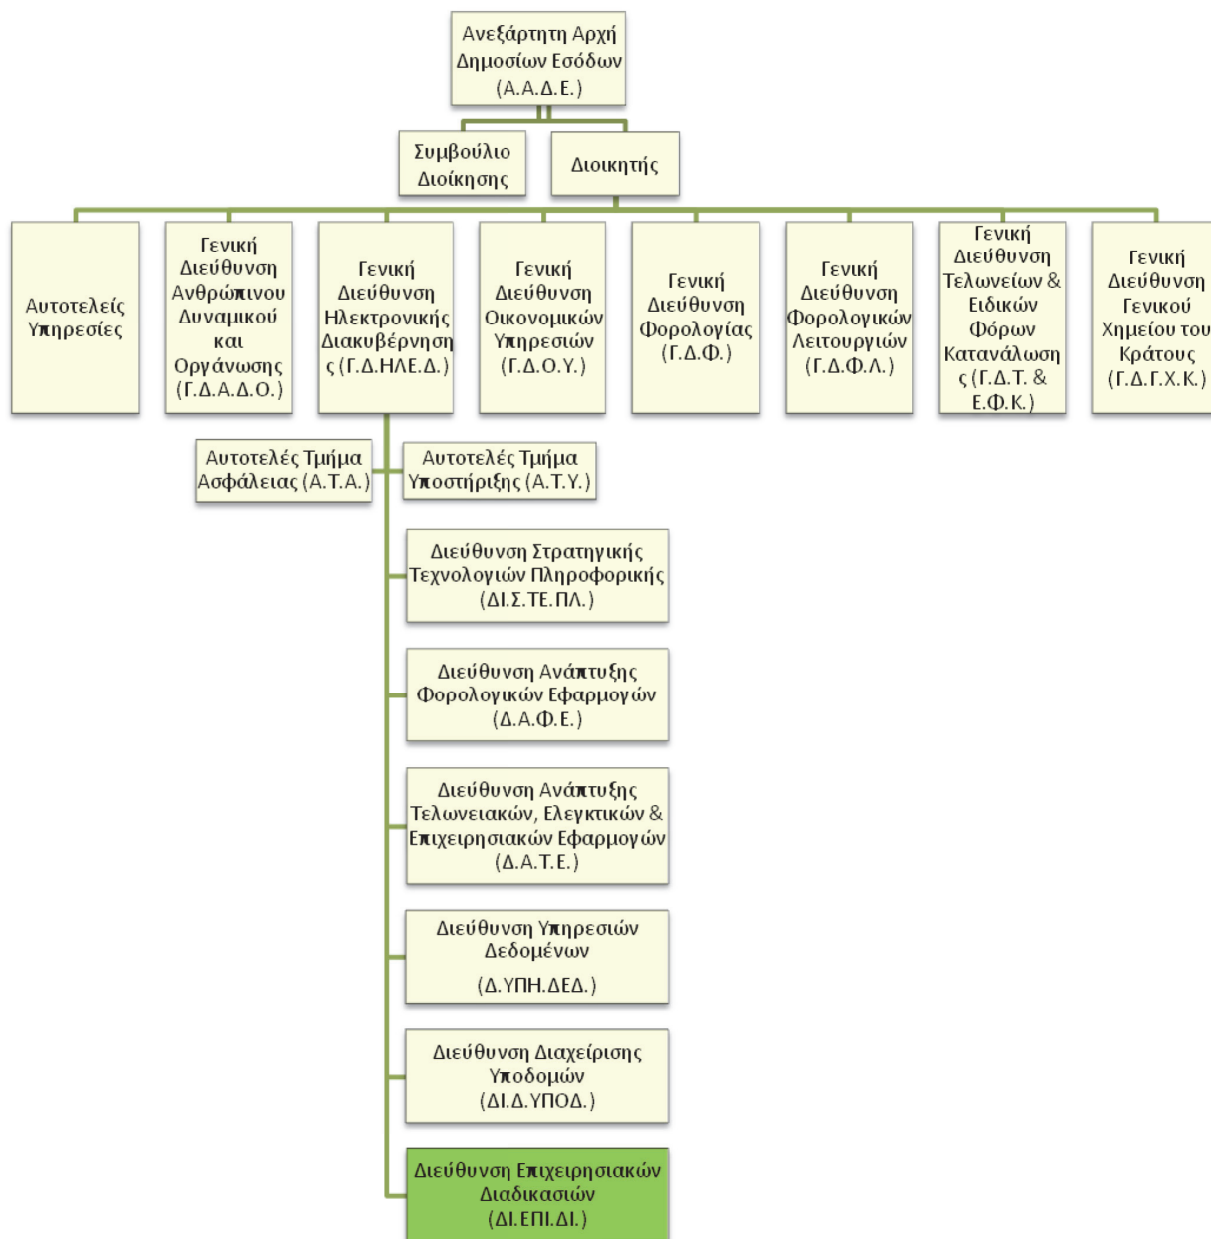 Ανεξάρτητη Αρχή
Δημοσίων Εσόδων
(Α.Α.Δ.Ε.)
Συμβούλιο
Διοίκησης
Διοικητής
Αυτοτελείς
Υπηρεσίες
Γενική
Διεύθυνση
Ανθρώπινου
Δυναμικού
και
Οργάνωσης
(Γ.Δ.Α.Δ.Ο.)
Γενική
Διεύθυνση
Ηλεκτρονικής
Διακυβέρνηση
ς (Γ.Δ.ΗΛΕ.Δ.)
Γενική
Διεύθυνση
Οικονομικών
Υπηρεσιών
(Γ.Δ.Ο.Υ.)
Γενική
Διεύθυνση
Φορολογίας
(Γ.Δ.Φ.)
Γενική
Διεύθυνση
Φορολογικών
Λειτουργιών
(Γ.Δ.Φ.Λ.)
Γενική
Διεύθυνση
Τελωνείων &
Ειδικών
Φόρων
Κατανάλωση
ς (Γ.Δ.Τ. &
Ε.Φ.Κ.)
Γενική
Διεύθυνση
Γενικού
Χημείου του
Κράτους
(Γ.Δ.Γ.Χ.Κ.)
Αυτοτελές Τμήμα
Ασφάλειας (Α.Τ.Α.)
Αυτοτελές Τμήμα
Υποστήριξης (Α.Τ.Υ.)
Διεύθυνση Στρατηγικής
Τεχνολογιών Πληροφορικής
(ΔΙ.Σ.ΤΕ.ΠΛ.)
Διεύθυνση Ανάπτυξης
Φορολογικών Εφαρμογών
(Δ.Α.Φ.Ε.)
Διεύθυνση Ανάπτυξης
Τελωνειακών, Ελεγκτικών &
Επιχειρησιακών Εφαρμογών
(Δ.Α.Τ.Ε.)
Διεύθυνση Υπηρεσιών
Δεδομένων
(Δ.ΥΠΗ.ΔΕΔ.)
Διεύθυνση Διαχείρισης
Υποδομών
(ΔΙ.Δ.ΥΠΟΔ.)
Διεύθυνση Επιχειρησιακών
Διαδικασιών
(ΔΙ.ΕΠΙ.ΔΙ.)